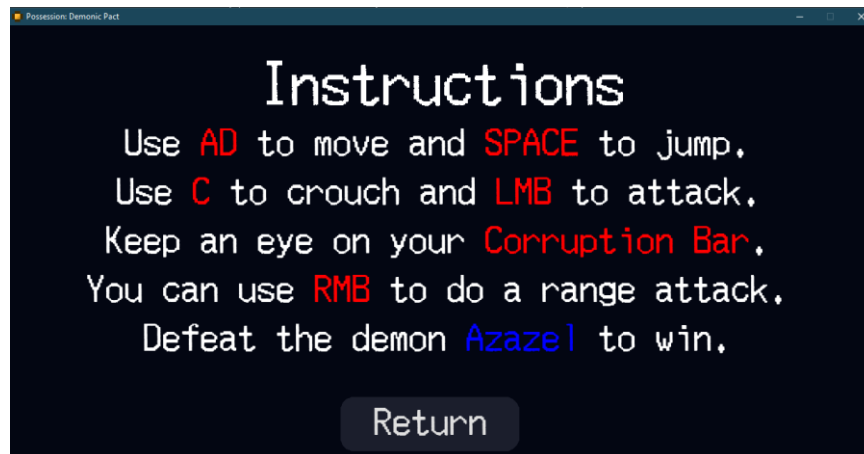 Possession: Demonic Pact
Instructions
Use AD to move and SPACE to jump.
Use C to crouch and LMB to attack.
Keep an eye on your Corruption Bar.
You can use RMB to do a range attack.
Defeat the demon Azazel to win.
Return